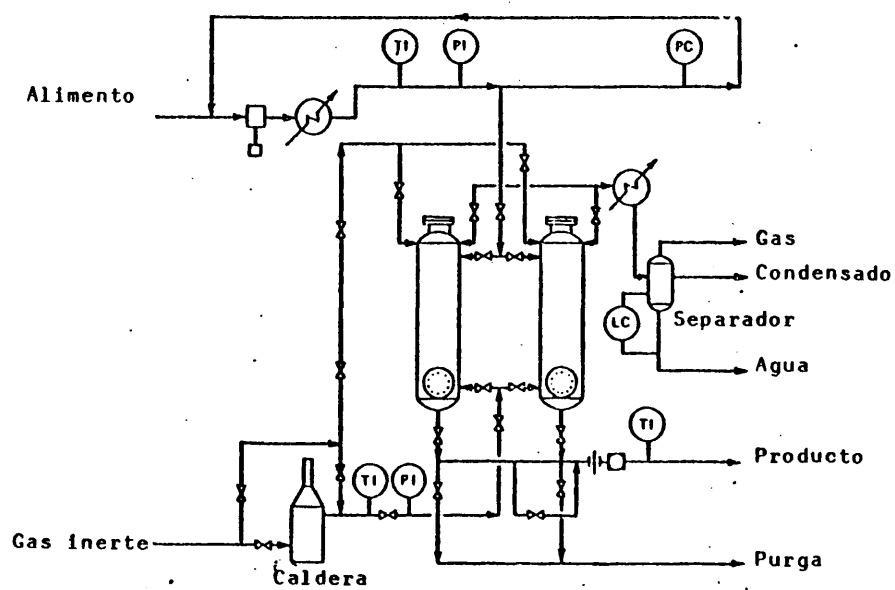 TI
PI
PC
Alimento
Gas
Condensado
LC
Separador
Agua
TI
Producto
TI
PI
Gas inerte
Caldera
Purga